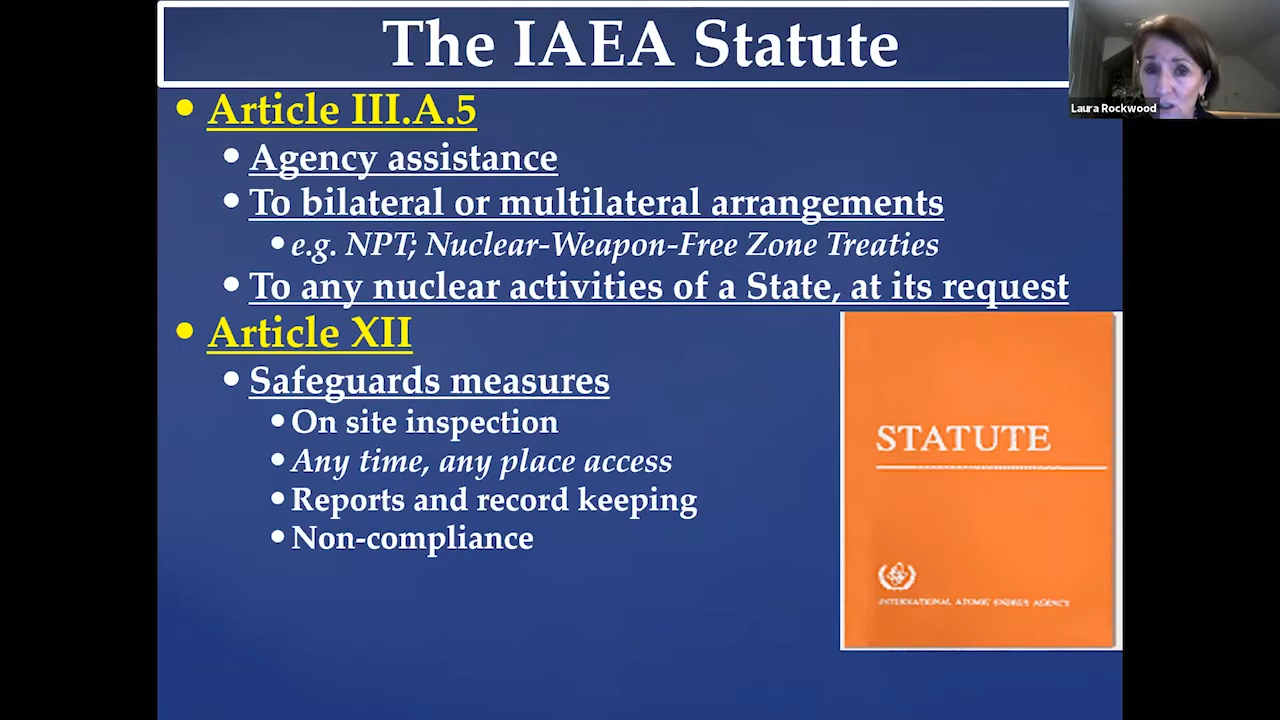 The IAEA Statute
Laura Rockwood
• Article III.A.5
• Agency assistance
• To bilateral or multilateral arrangements
• e.g. NPT; Nuclear-Weapon-Free Zone Treaties
• To any nuclear activities of a State, at its request
• Article XII
• Safeguards measures
• On site inspection
• Any time, any place access
• Reports and record keeping
• Non-compliance
STATUTE
INTERNATIONAL ATOMIC ENERGY AGENCY